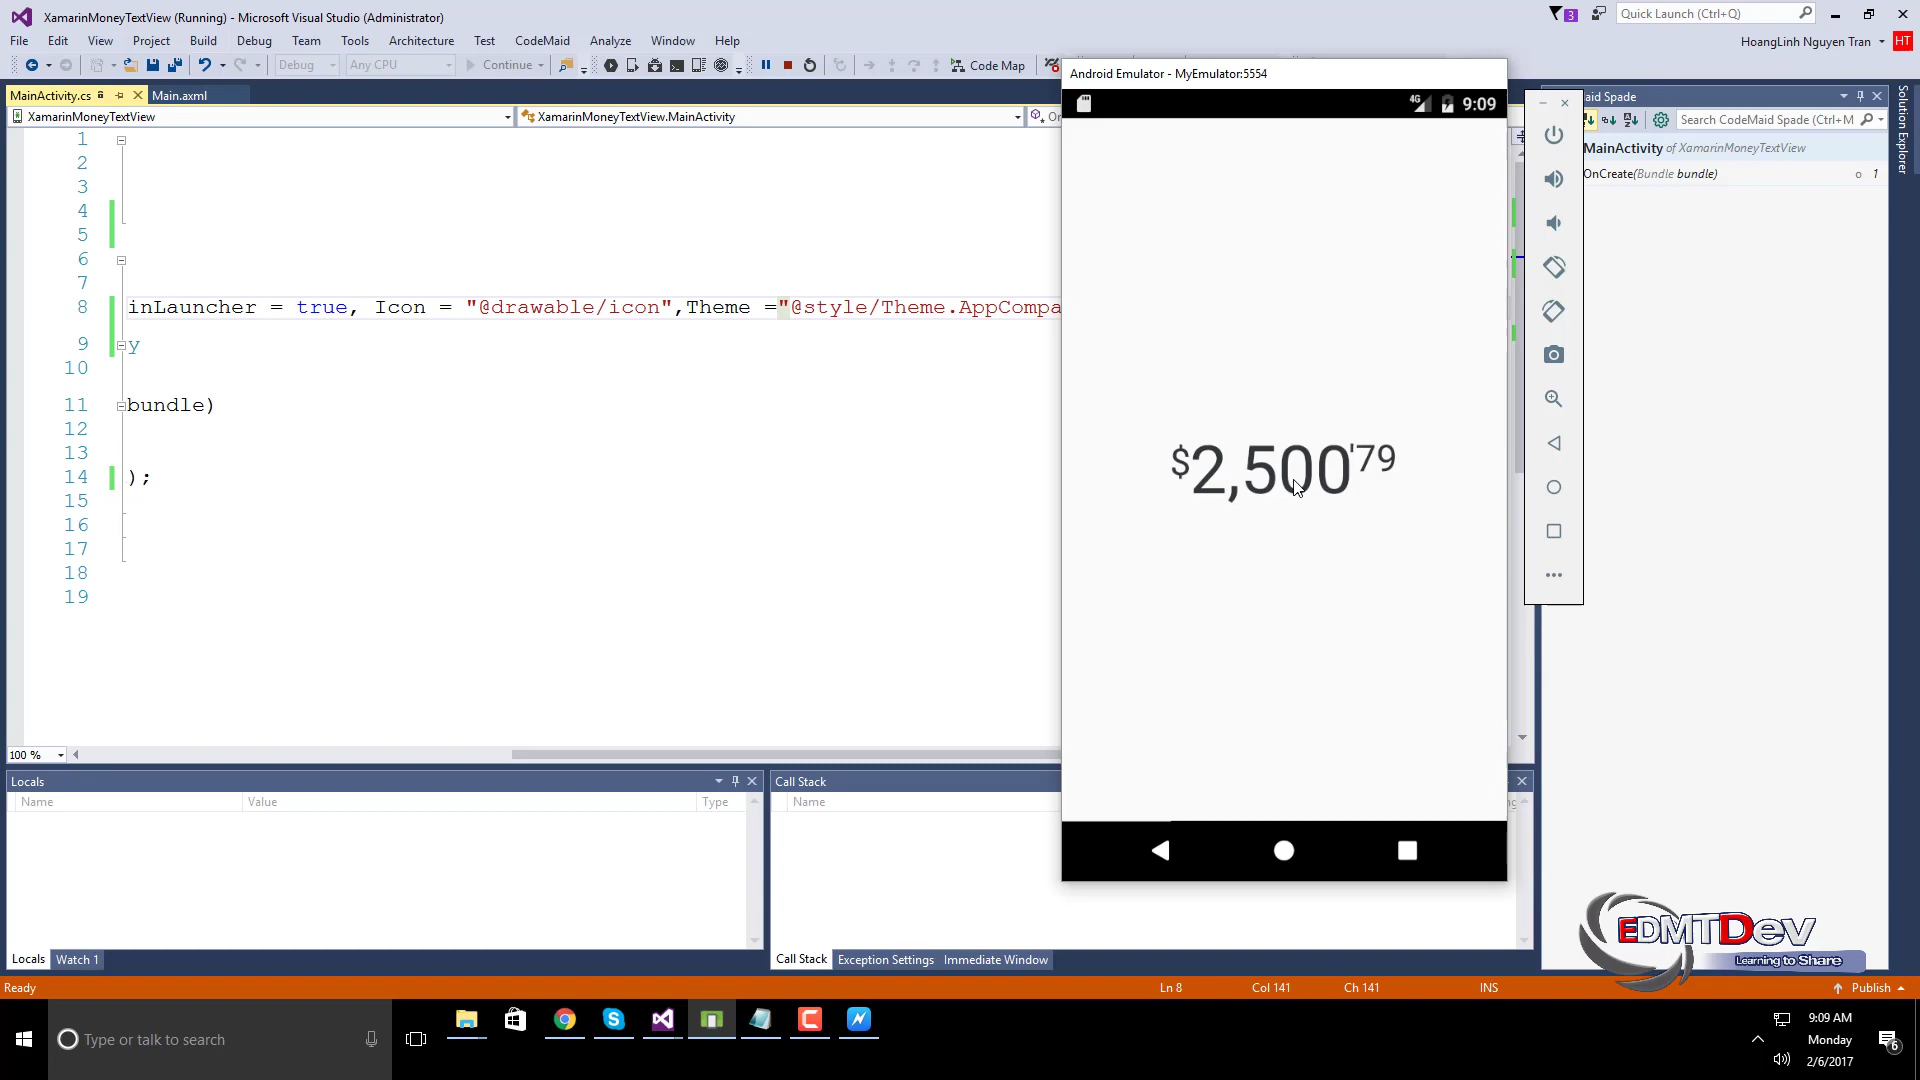 XamarinMoneyTextView (Running) - Microsoft Visual Studio (Administrator)
3
Quick Launch (Ctrl+Q)
File Edit View Project Build Debug Team Tools Architecture Test CodeMaid Analyze Window Help
HoangLinh Nguyen Tran HT
Debug Any CPU Continue Code Map
Android Emulator - MyEmulator:5554
MainActivity.cs Main.axml
aid Spade
Solution Explorer
XamarinMoneyTextView XamarinMoneyTextView.MainActivity
4G 9:09
Search CodeMaid Spade (Ctrl+M
MainActivity of XamarinMoneyTextView
OnCreate(Bundle bundle) 1
1
2
3
4
5
6
7
8 inLauncher = true, Icon = "@drawable/icon",Theme ="@style/Theme.AppCompa
9 y
10
11 bundle)
12
13
14 );
15
16
17
18
19
$2,500'79
100 %
Locals Call Stack
Name Value Type Name
Locals Watch 1 Call Stack Exception Settings Immediate Window
EDMTDev
Learning to Share
Ready Ln 8 Col 141 Ch 141 INS Publish
Type or talk to search
9:09 AM
Monday
2/6/2017
6